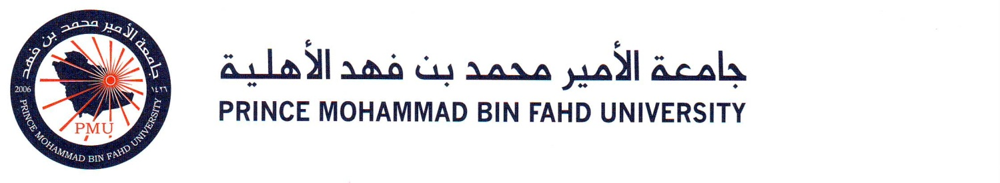 جامعة الأمير محمد بن فهد
2006
١٤٢٦
PMU
PRINCE MOHAMMAD BIN FAHD UNIVERSITY
جامعة الأمير محمد بن فهد الأهلية
PRINCE MOHAMMAD BIN FAHD UNIVERSITY